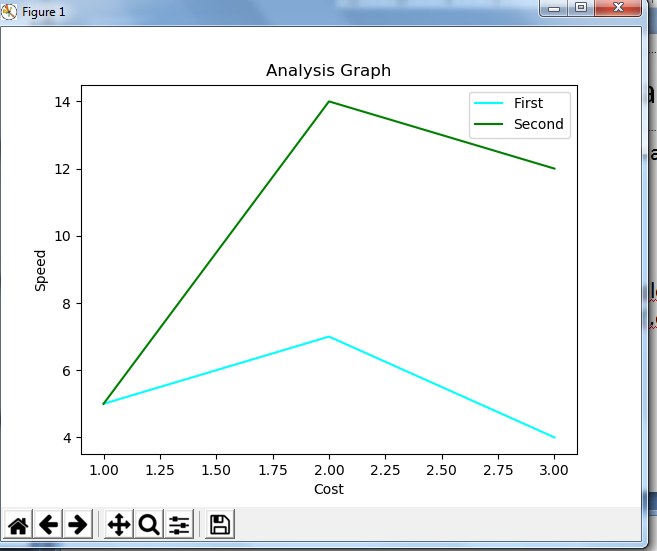 Figure 1
Analysis Graph
First
Second
14
12
10
8
6
4
Speed
1.00 1.25 1.50 1.75 2.00 2.25 2.50 2.75 3.00
Cost